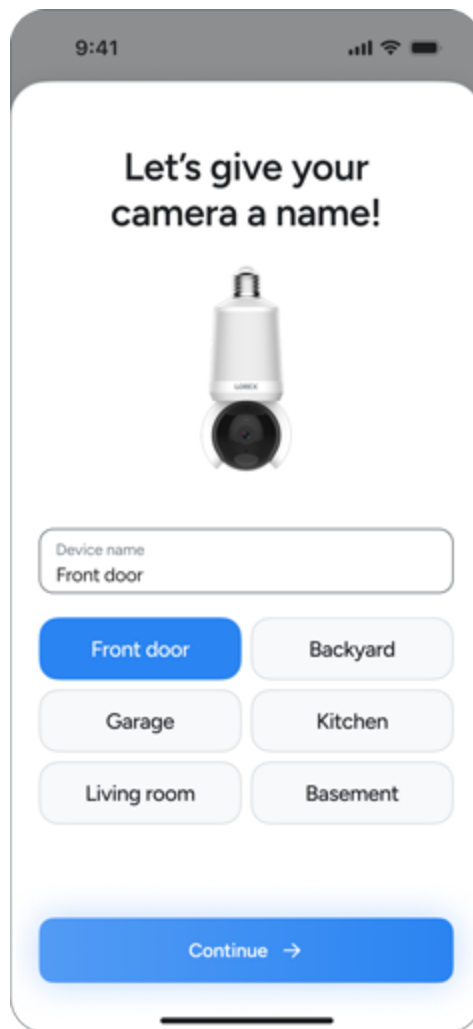 9:41
Let's give your
camera a name!
LOREX
Device name
Front door
Front door
Backyard
Garage
Kitchen
Living room
Basement
Continue →